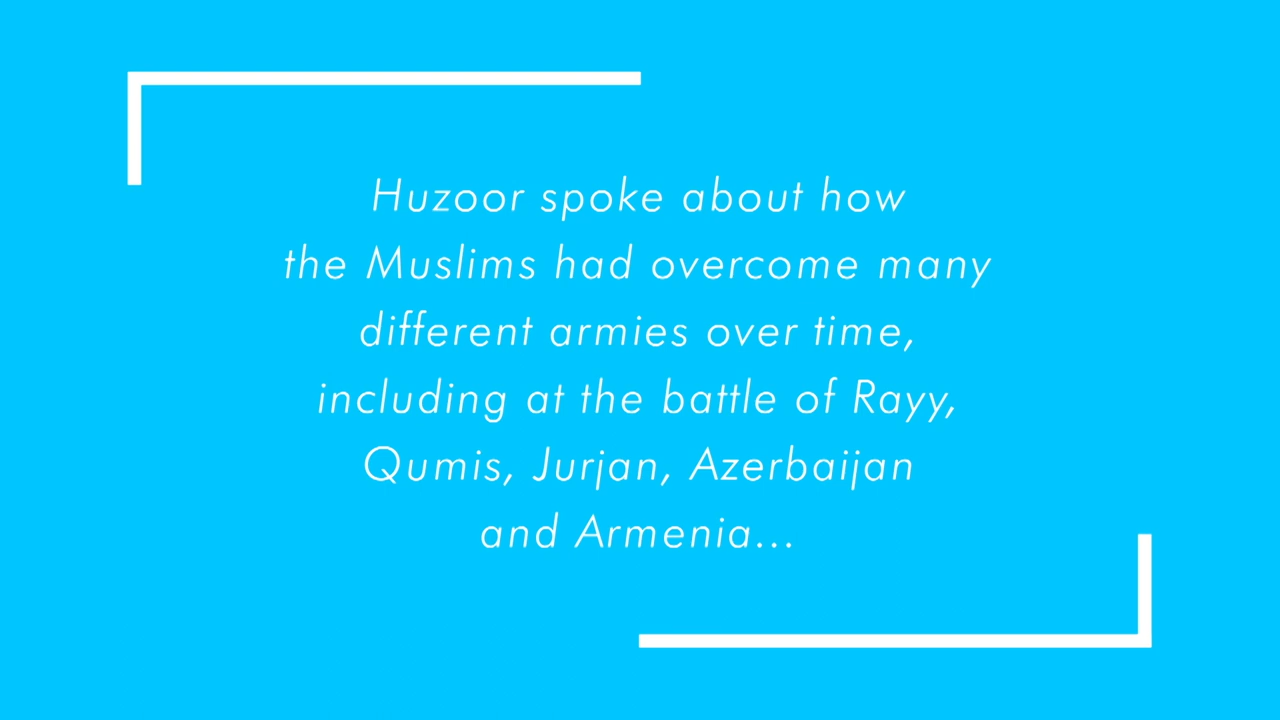 Huzoor spoke about how
the Muslims had overcome many
different armies over time,
including at the battle of Rayy,
Qumis, Jurjan, Azerbaijan
and Armenia...